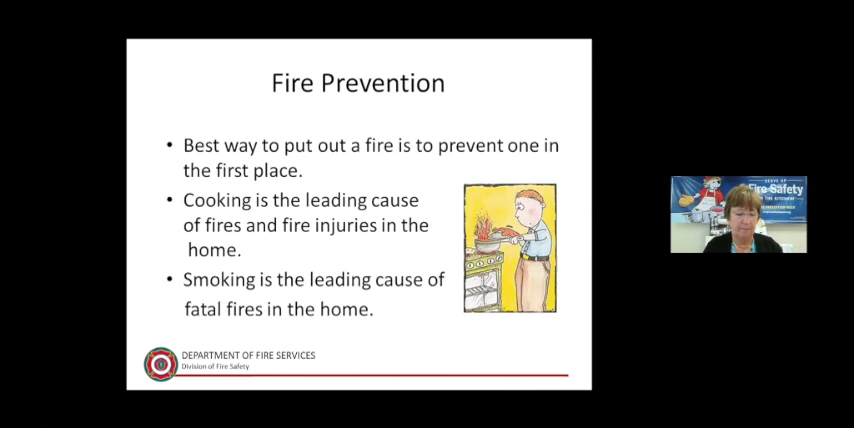 Fire Prevention
• Best way to put out a fire is to prevent one in
the first place.
• Cooking is the leading cause
of fires and fire injuries in the
home.
• Smoking is the leading cause of
fatal fires in the home.
DEPARTMENT OF FIRE SERVICES
Division of Fire Safety
SERVE UP
Fire Safety